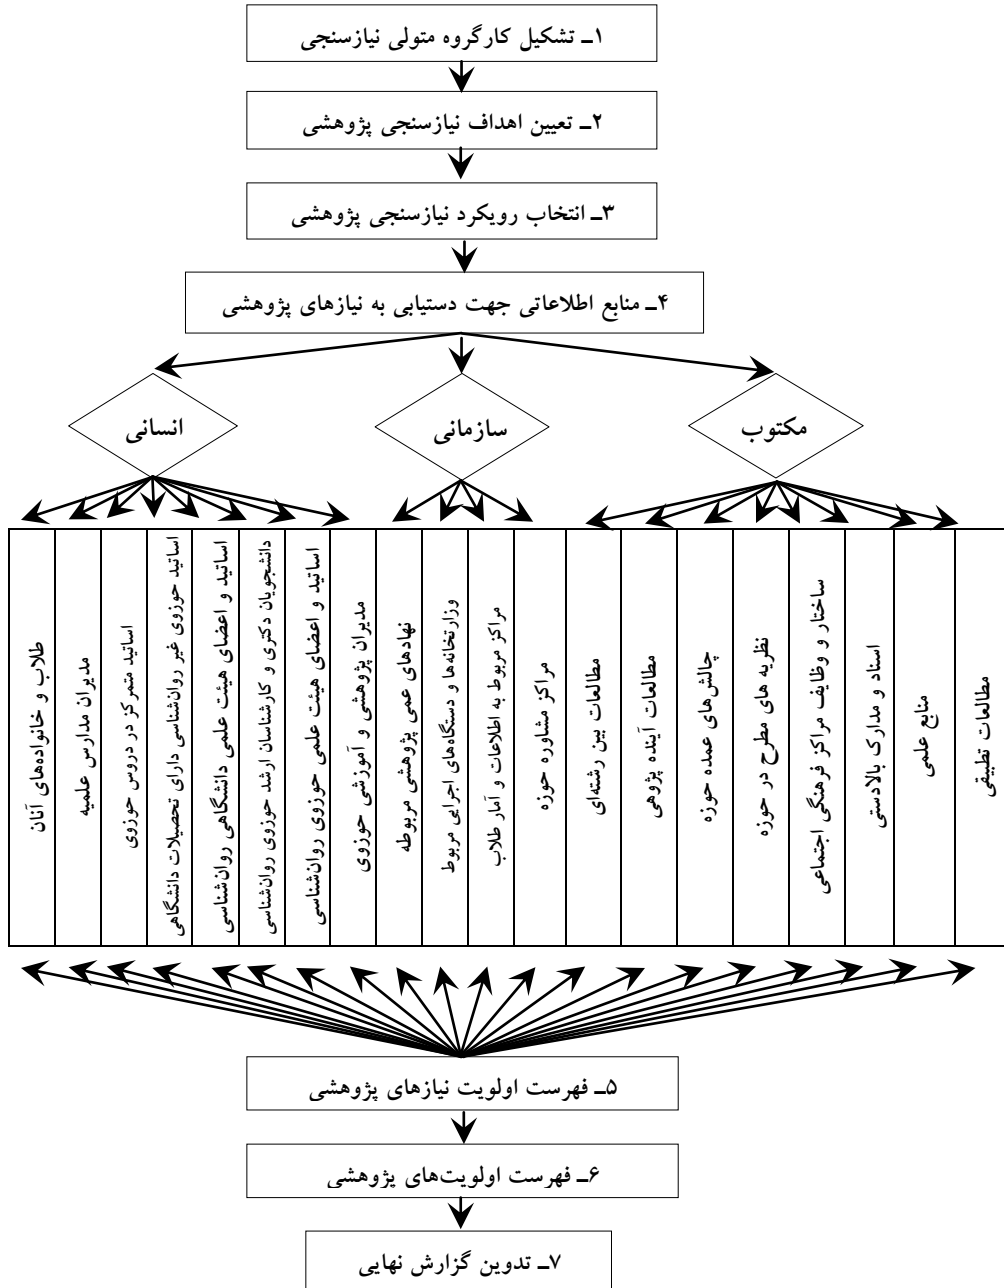 ۱ـ تشکیل کارگروه متولی نیازسنجی
۲ـ تعیین اهداف نیازسنجی پژوهشی
۳ـ انتخاب رویکرد نیازسنجی پژوهشی
۴ـ منابع اطلاعاتی جهت دستیابی به نیازهای پژوهشی
مکتوب
سازمانی
انسانی
مطالعات تطبیقی
منابع علمی
اسناد و مدارک بالادستی
ساختار و وظایف مراکز فرهنگی اجتماعی
نظریه های مطرح در حوزه
چالش‌های عمده حوزه
مطالعات آینده پژوهی
مطالعات بین رشته‌ای
مراکز مشاوره حوزه
مراکز مربوط به اطلاعات و آمار طلاب
وزارتخانه‌ها و دستگاه‌های اجرایی مربوط
نهادهای عمی پژوهشی مربوطه
مدیران پژوهشی و آموزشی حوزوی
اساتید و اعضای هیئت علمی حوزوی روان‌شناسی
دانشجویان دکتری و کارشناسان ارشد حوزوی روان‌شناسی
اساتید و اعضای هیئت علمی دانشگاهی روان‌شناسی
اساتید حوزوی غیر روان‌شناسی دارای تحصیلات دانشگاهی
اساتید متمرکز در دروس حوزوی
مدیران مدارس علمیه
طلاب و خانواده‌های آنان
۵ـ فهرست اولویت نیازهای پژوهشی
۶ـ فهرست اولویت‌های پژوهشی
۷ـ تدوین گزارش نهایی